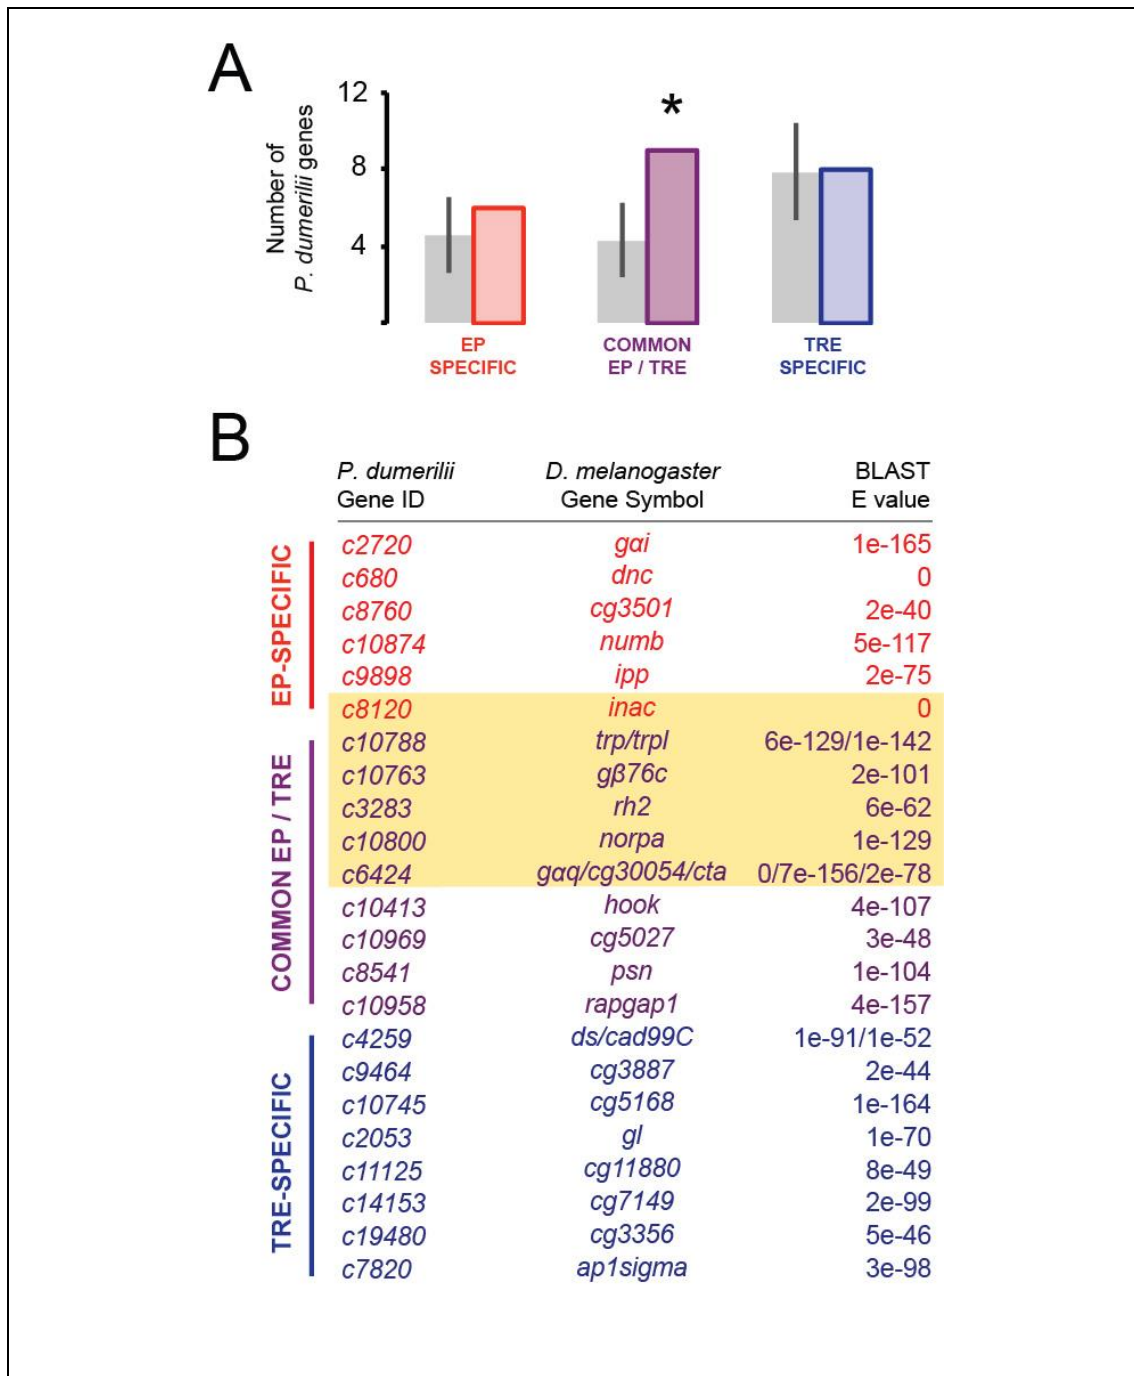 A
12
8
4
Number of
P. dumerilii genes
*
EP
SPECIFIC
COMMON
EP / TRE
TRE
SPECIFIC
B
P. dumerilii
Gene ID
D. melanogaster
Gene Symbol
BLAST
E value
EP-SPECIFIC
c2720 gαi 1e-165
c680 dnc 0
c8760 cg3501 2e-40
c10874 numb 5e-117
c9898 ipp 2e-75
c8120 inac 0
COMMON EP / TRE
c10788 trp/trpl 6e-129/1e-142
c10763 gβ76c 2e-101
c3283 rh2 6e-62
c10800 norpa 1e-129
c6424 gαq/cg30054/cta 0/7e-156/2e-78
c10413 hook 4e-107
c10969 cg5027 3e-48
c8541 psn 1e-104
c10958 rapgap1 4e-157
TRE-SPECIFIC
c4259 ds/cad99C 1e-91/1e-52
c9464 cg3887 2e-44
c10745 cg5168 1e-164
c2053 gl 1e-70
c11125 cg11880 8e-49
c14153 cg7149 2e-99
c19480 cg3356 5e-46
c7820 ap1sigma 3e-98